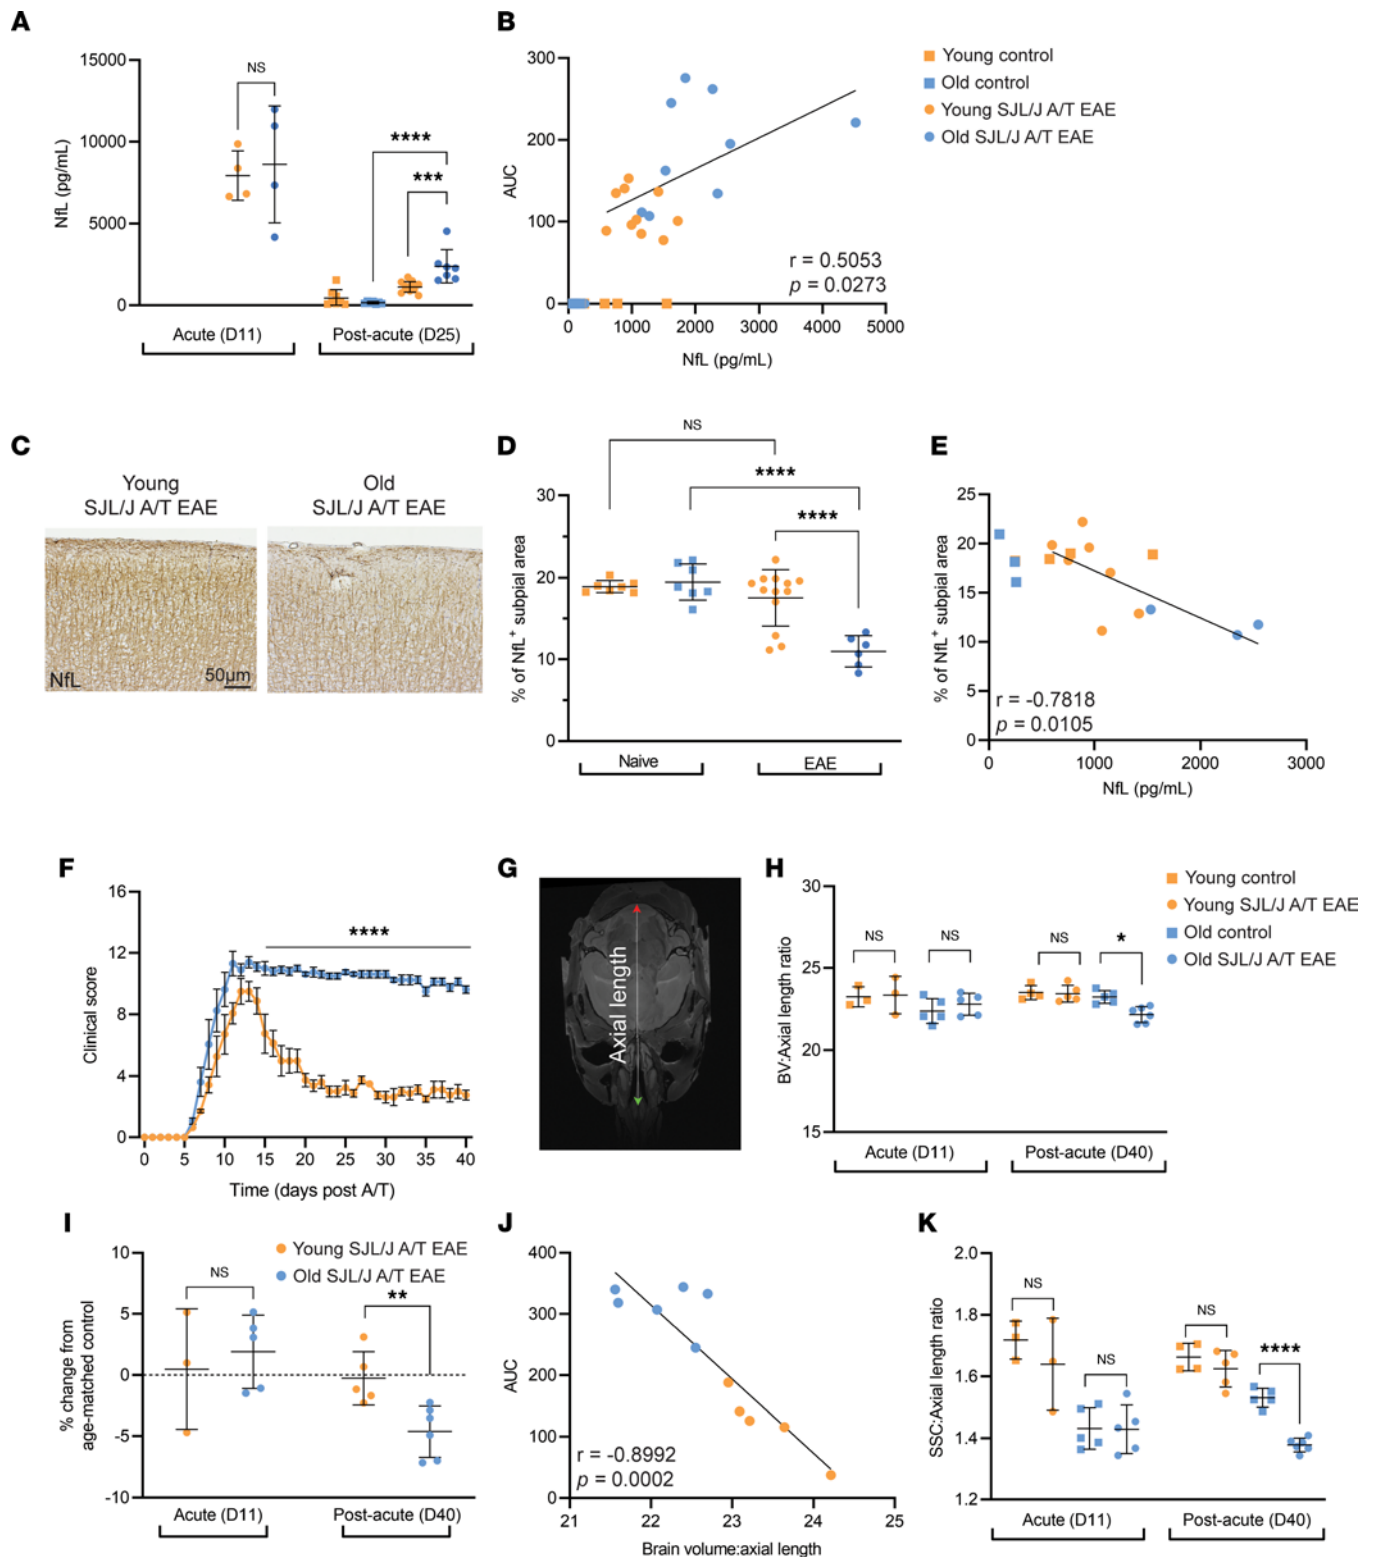 A
15000
10000
5000
0
NfL (pg/mL)
NS
****
***
Acute (D11)
Post-acute (D25)
B
300
200
100
0
AUC
r = 0.5053
p = 0.0273
0 1000 2000 3000 4000 5000
NfL (pg/mL)
Young control
Old control
Young SJL/J A/T EAE
Old SJL/J A/T EAE
C
Young
SJL/J A/T EAE
Old
SJL/J A/T EAE
NfL
50µm
D
NS
****
****
30
20
10
0
% of NfL+ subpial area
Naive
EAE
E
25
20
15
10
5
0
% of NfL+ subpial area
r = -0.7818
p = 0.0105
0 1000 2000 3000
NfL (pg/mL)
F
16
12
8
4
0
Clinical score
****
0 5 10 15 20 25 30 35 40
Time (days post A/T)
G
Axial length
H
30
25
20
15
BV:Axial length ratio
NS
NS
NS
*
Acute (D11)
Post-acute (D40)
Young control
Young SJL/J A/T EAE
Old control
Old SJL/J A/T EAE
I
10
5
0
-5
-10
% change from
age-matched control
Young SJL/J A/T EAE
Old SJL/J A/T EAE
NS
**
Acute (D11)
Post-acute (D40)
J
400
300
200
100
0
AUC
r = -0.8992
p = 0.0002
21 22 23 24 25
Brain volume:axial length
K
2.0
1.8
1.6
1.4
1.2
SSC:Axial length ratio
NS
NS
NS
****
Acute (D11)
Post-acute (D40)